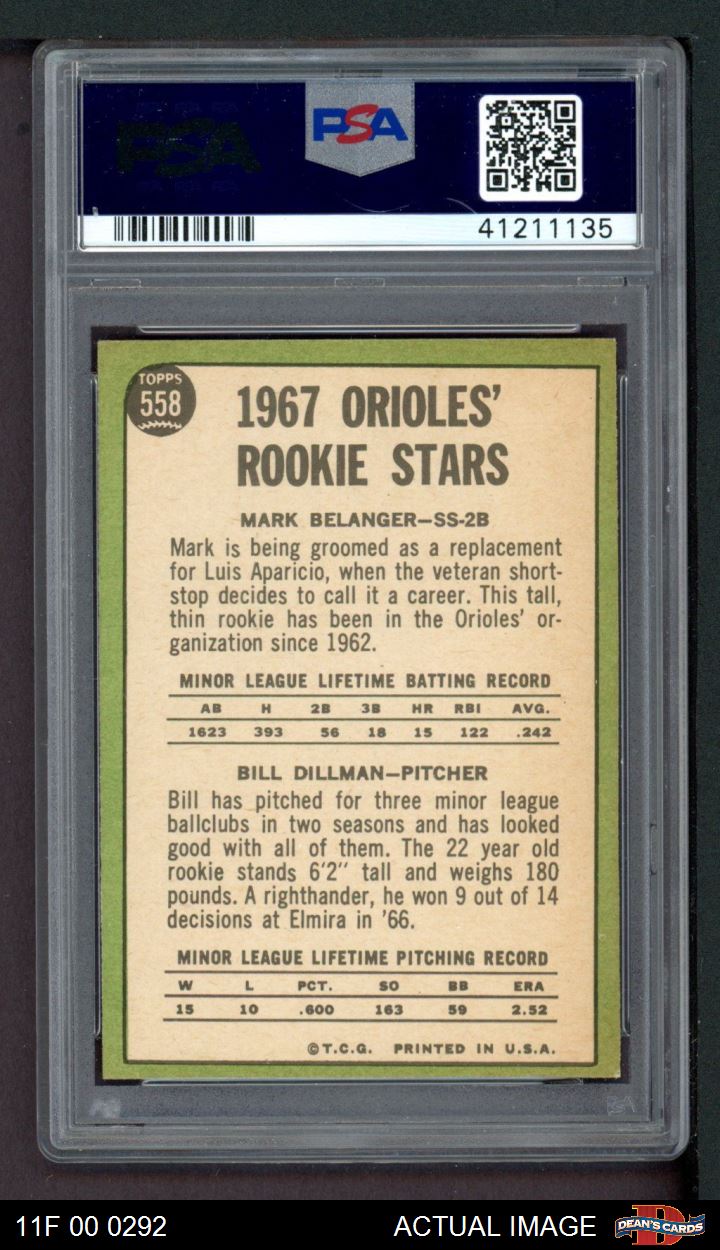 PSA
PSA
41211135
TOPPS
558
1967 ORIOLES'
ROOKIE STARS
MARK BELANGER—SS-2B
Mark is being groomed as a replacement
for Luis Aparicio, when the veteran short-
stop decides to call it a career. This tall,
thin rookie has been in the Orioles' or-
ganization since 1962.
MINOR LEAGUE LIFETIME BATTING RECORD
AB H 2B 3B HR RBI AVG.
1623 393 56 18 15 122 .242
BILL DILLMAN—PITCHER
Bill has pitched for three minor league
ballclubs in two seasons and has looked
good with all of them. The 22 year old
rookie stands 6'2" tall and weighs 180
pounds. A righthander, he won 9 out of 14
decisions at Elmira in '66.
MINOR LEAGUE LIFETIME PITCHING RECORD
W L PCT. SO BB ERA
15 10 .600 163 59 2.52
©T.C.G. PRINTED IN U.S.A.
11F 00 0292 ACTUAL IMAGE DEAN'S CARDS